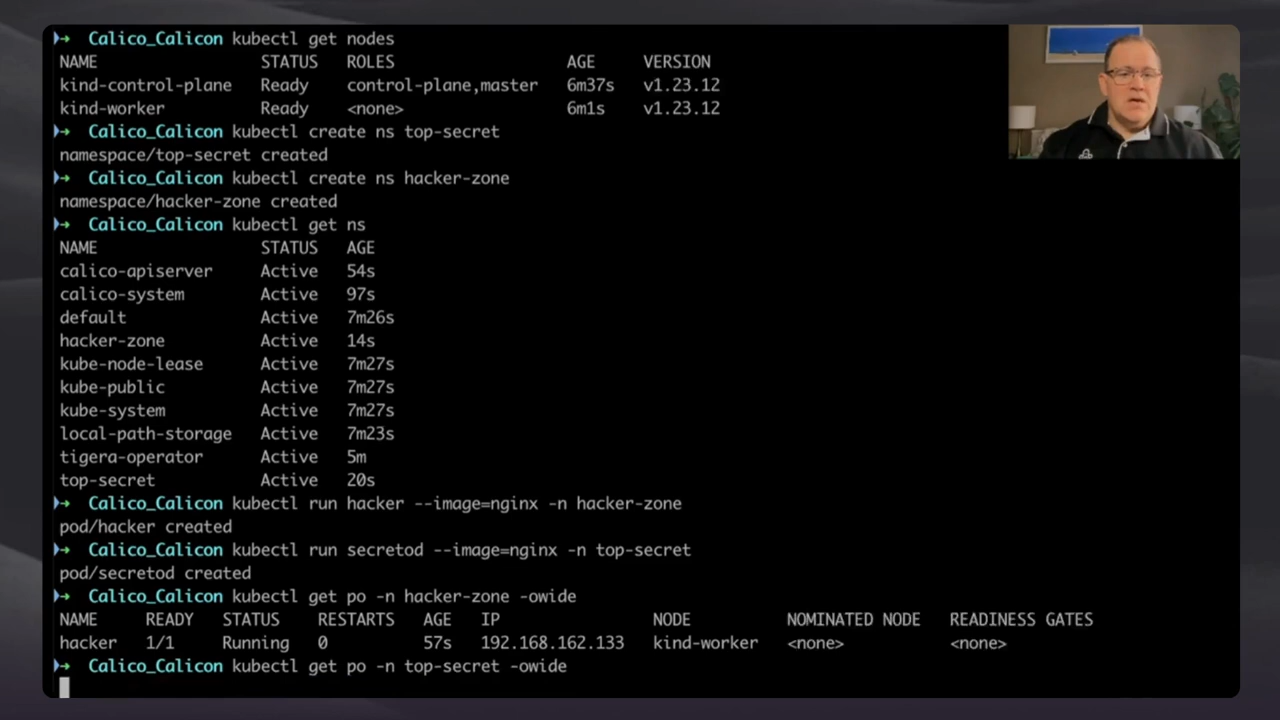 ➜ Calico_Calicon kubectl get nodes
NAME STATUS ROLES AGE VERSION
kind-control-plane Ready control-plane,master 6m37s v1.23.12
kind-worker Ready <none> 6m1s v1.23.12
➜ Calico_Calicon kubectl create ns top-secret
namespace/top-secret created
➜ Calico_Calicon kubectl create ns hacker-zone
namespace/hacker-zone created
➜ Calico_Calicon kubectl get ns
NAME STATUS AGE
calico-apiserver Active 54s
calico-system Active 97s
default Active 7m26s
hacker-zone Active 14s
kube-node-lease Active 7m27s
kube-public Active 7m27s
kube-system Active 7m27s
local-path-storage Active 7m23s
tigera-operator Active 5m
top-secret Active 20s
➜ Calico_Calicon kubectl run hacker --image=nginx -n hacker-zone
pod/hacker created
➜ Calico_Calicon kubectl run secretod --image=nginx -n top-secret
pod/secretod created
➜ Calico_Calicon kubectl get po -n hacker-zone -owide
NAME READY STATUS RESTARTS AGE IP NODE NOMINATED NODE READINESS GATES
hacker 1/1 Running 0 57s 192.168.162.133 kind-worker <none> <none>
➜ Calico_Calicon kubectl get po -n top-secret -owide